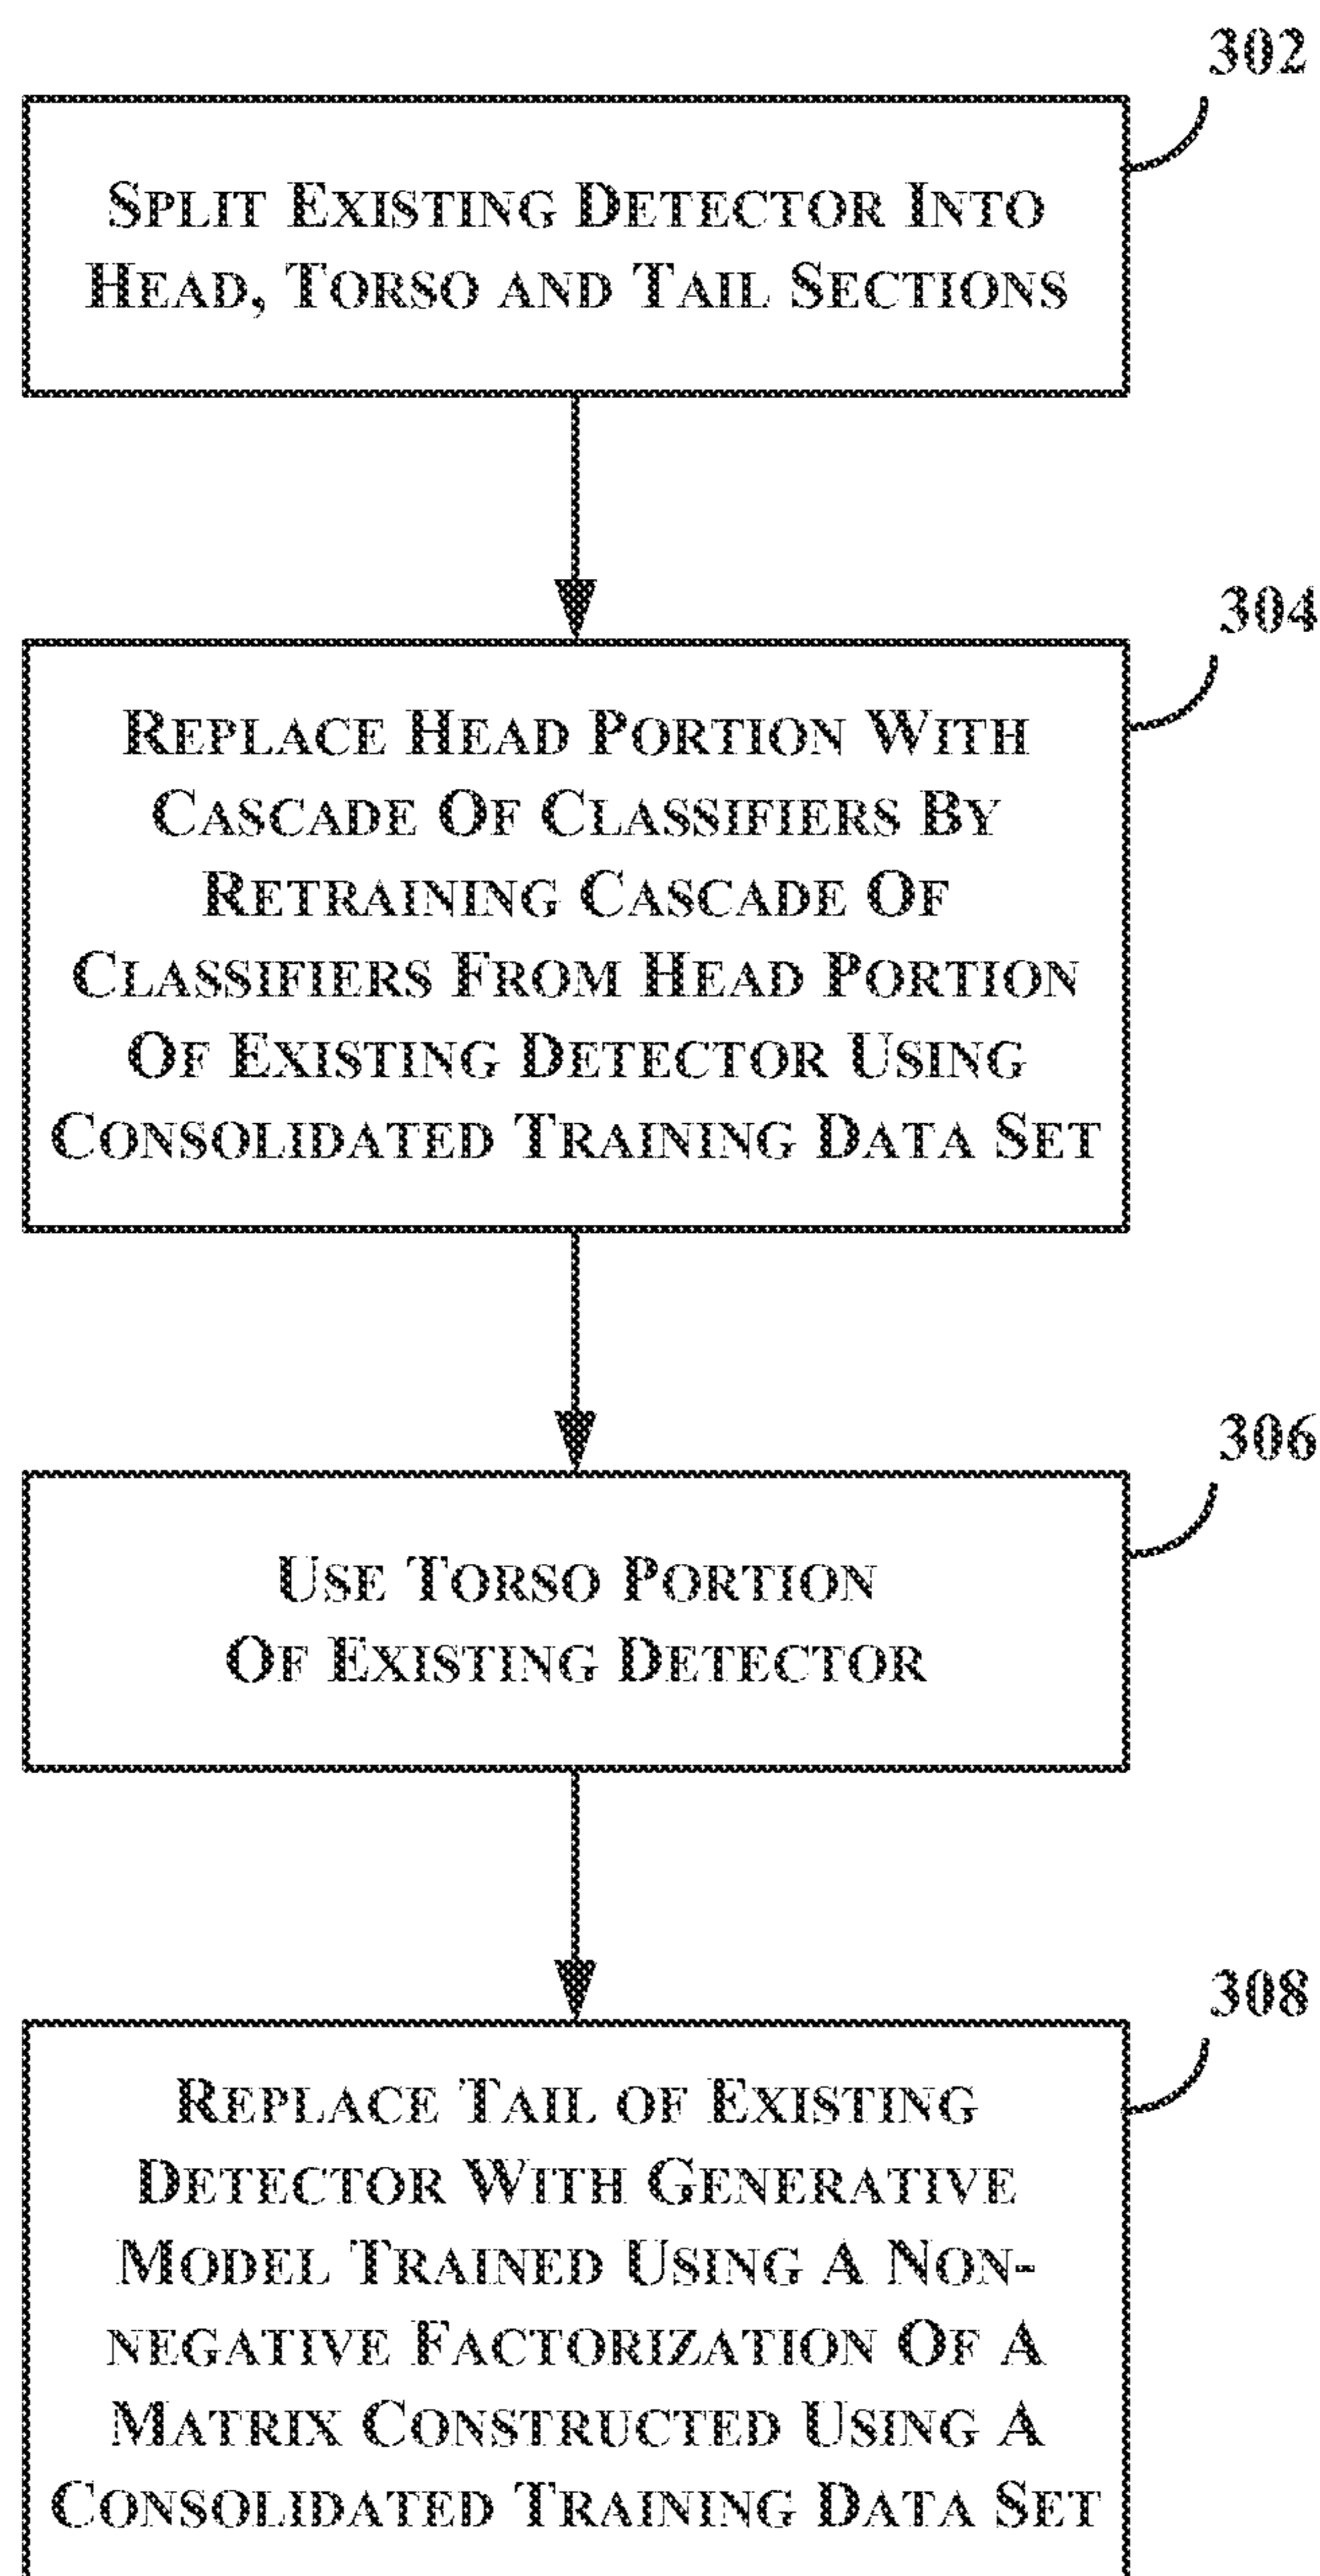 302
SPLIT EXISTING DETECTOR INTO
HEAD, TORSO AND TAIL SECTIONS
304
REPLACE HEAD PORTION WITH
CASCADE OF CLASSIFIERS BY
RETRAINING CASCADE OF
CLASSIFIERS FROM HEAD PORTION
OF EXISTING DETECTOR USING
CONSOLIDATED TRAINING DATA SET
306
USE TORSO PORTION
OF EXISTING DETECTOR
308
REPLACE TAIL OF EXISTING
DETECTOR WITH GENERATIVE
MODEL TRAINED USING A NON-
NEGATIVE FACTORIZATION OF A
MATRIX CONSTRUCTED USING A
CONSOLIDATED TRAINING DATA SET